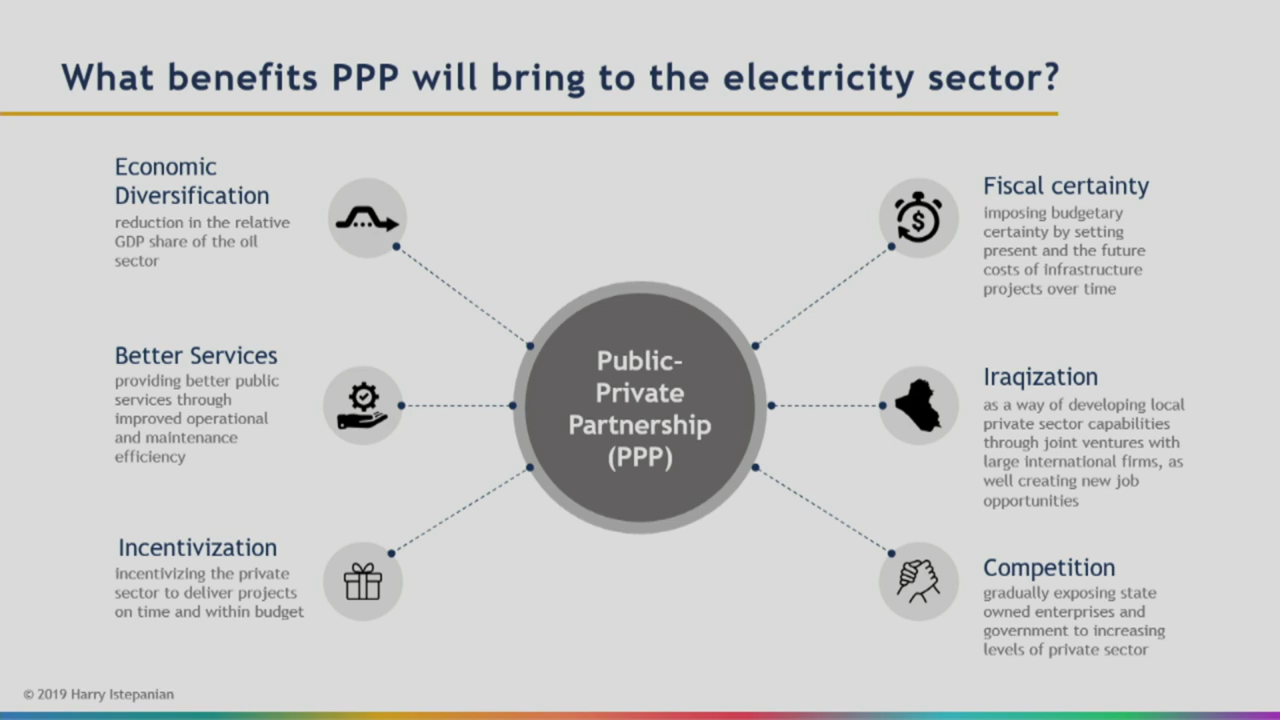 What benefits PPP will bring to the electricity sector?
Economic
Diversification
reduction in the relative
GDP share of the oil
sector
Better Services
providing better public
services through
improved operational
and maintenance
efficiency
Incentivization
incentivizing the private
sector to deliver projects
on time and within budget
Public-
Private
Partnership
(PPP)
$
Fiscal certainty
imposing budgetary
certainty by setting
present and the future
costs of infrastructure
projects over time
Iraqization
as a way of developing local
private sector capabilities
through joint ventures with
large international firms, as
well creating new job
opportunities
Competition
gradually exposing state
owned enterprises and
government to increasing
levels of private sector
© 2019 Harry Istepanian